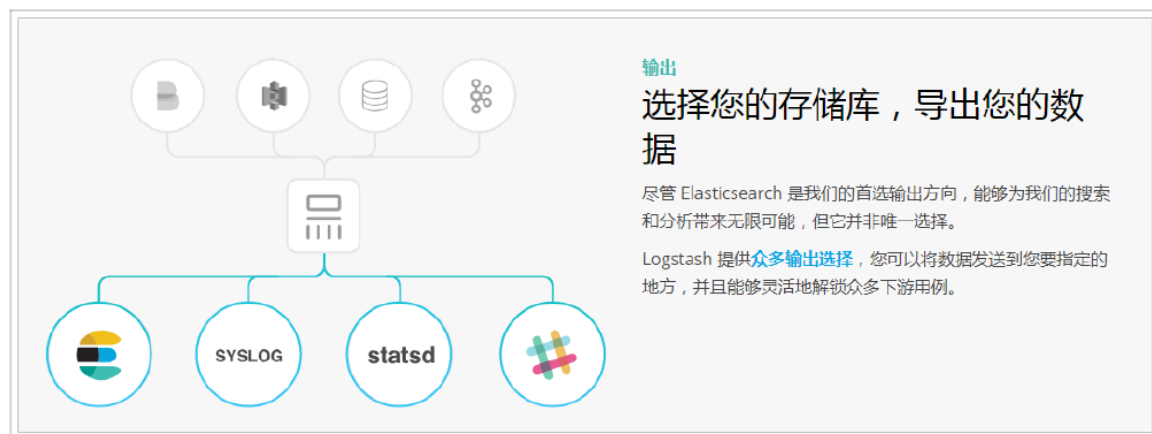 输出
选择您的存储库，导出您的数
据
尽管 Elasticsearch 是我们的首选输出方向，能够为我们的搜索
和分析带来无限可能，但它并非唯一选择。
Logstash 提供众多输出选择，您可以将数据发送到您要指定的
地方，并且能够灵活地解锁众多下游用例。
SYSLOG
statsd